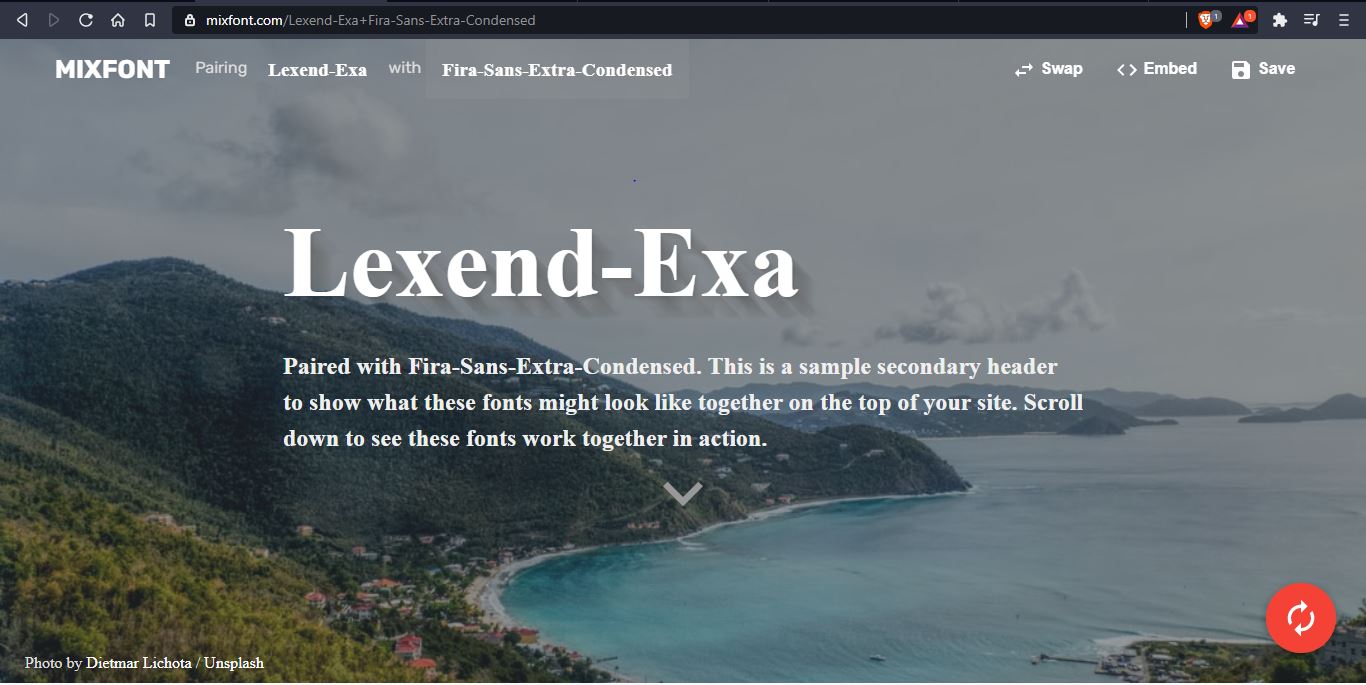 mixfont.com/Lexend-Exa+Fira-Sans-Extra-Condensed
1
1
MIXFONT Pairing Lexend-Exa with Fira-Sans-Extra-Condensed Swap Embed Save
Lexend-Exa
Paired with Fira-Sans-Extra-Condensed. This is a sample secondary header
to show what these fonts might look like together on the top of your site. Scroll
down to see these fonts work together in action.
Photo by Dietmar Lichota / Unsplash